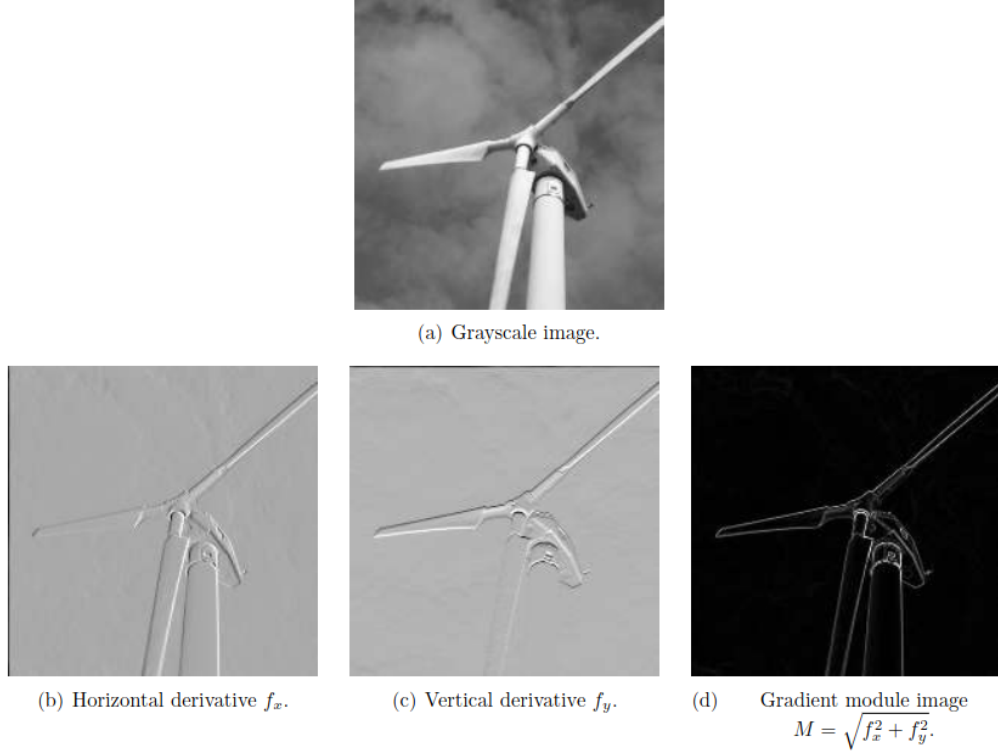 (a) Grayscale image.
(b) Horizontal derivative $f_x$.
(c) Vertical derivative $f_y$.
(d) Gradient module image
$M = \sqrt{f_x^2 + f_y^2}$.